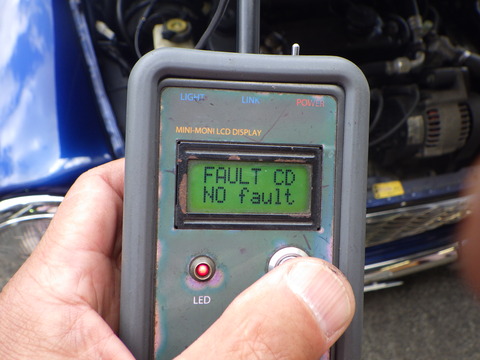 LIGHT LINK POWER
MINI-MONI LCD DISPLAY
FAULT CD
NO fault
LED